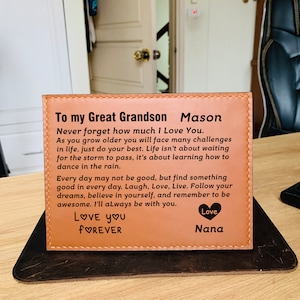 To my Great Grandson Mason
Never forget how much I Love You.
As you grow older you will face many challenges
in life, just do your best. Life isn't about waiting
for the storm to pass, it's about learning how to
dance in the rain.
Every day may not be good, but find something
good in every day. Laugh, Love, Live. Follow your
dreams, believe in yourself, and remember to be
awesome. I'll aLways be with you.
Love you
forever
Love
Nana